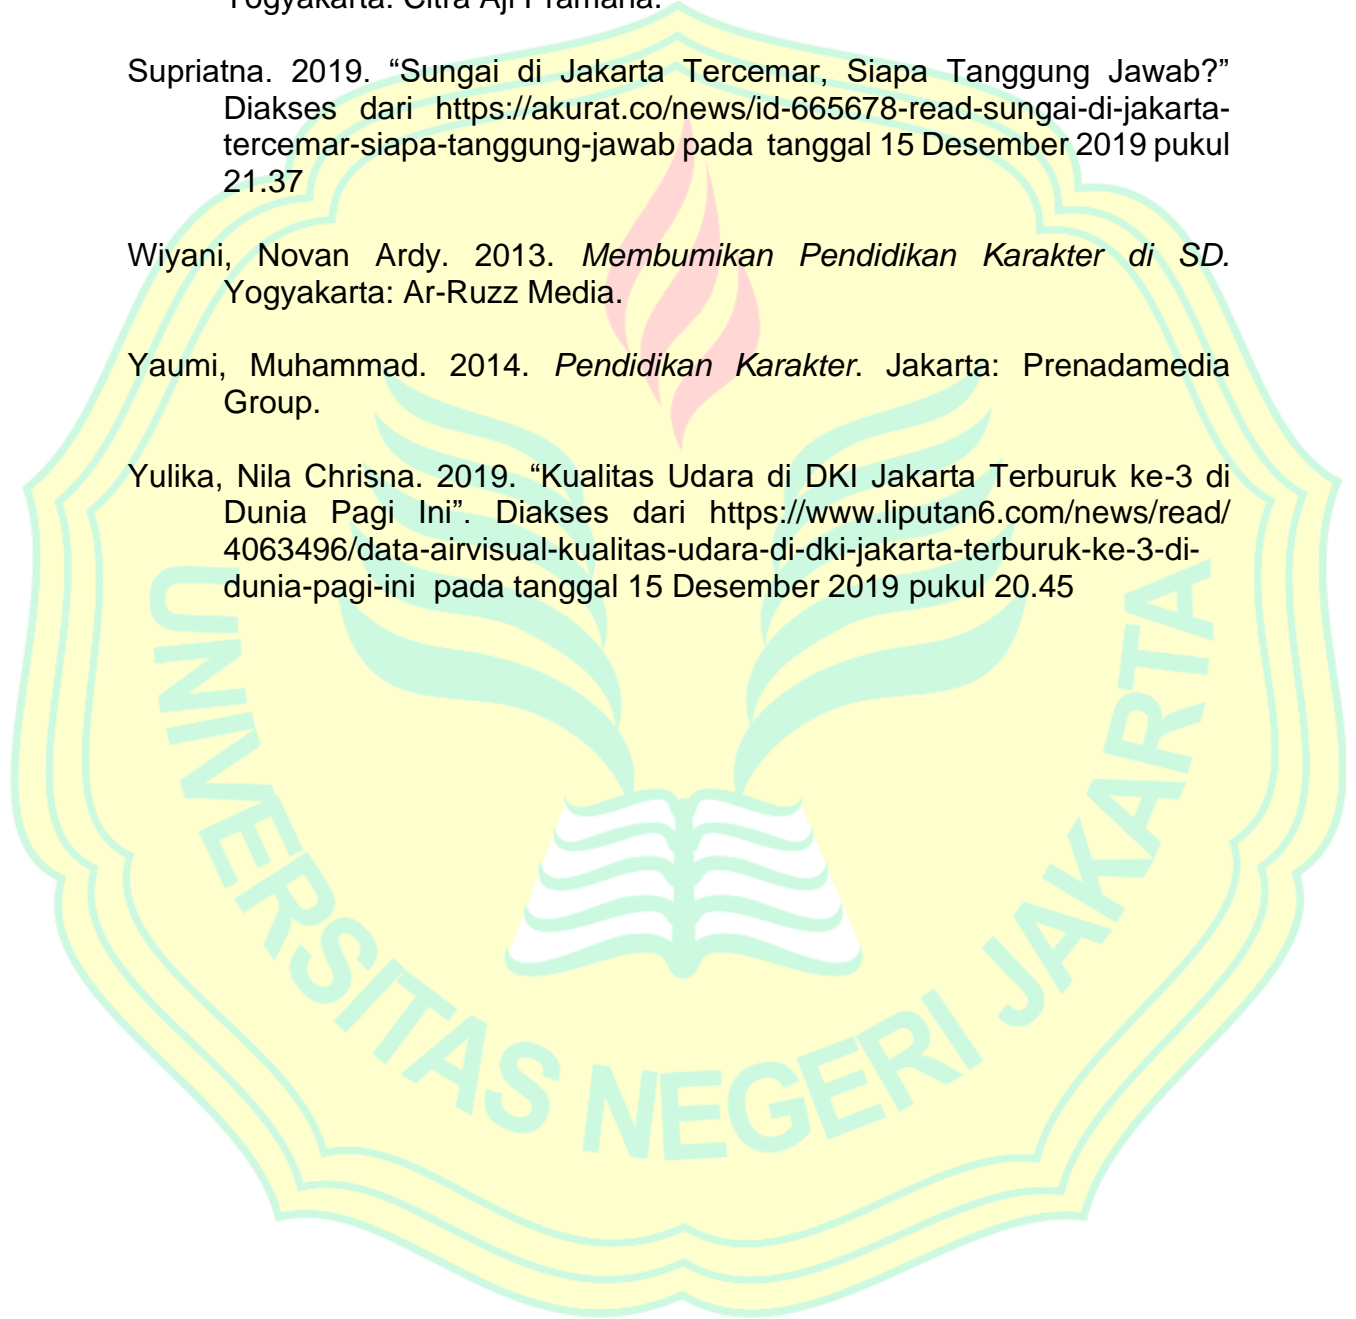 Yogyakarta: Citra Aji Pramana.
Supriatna. 2019. “Sungai di Jakarta Tercemar, Siapa Tanggung Jawab?”
Diakses dari https://akurat.co/news/id-665678-read-sungai-di-jakarta-
tercemar-siapa-tanggung-jawab pada tanggal 15 Desember 2019 pukul
21.37
Wiyani, Novan Ardy. 2013. Membumikan Pendidikan Karakter di SD.
Yogyakarta: Ar-Ruzz Media.
Yaumi, Muhammad. 2014. Pendidikan Karakter. Jakarta: Prenadamedia
Group.
Yulika, Nila Chrisna. 2019. “Kualitas Udara di DKI Jakarta Terburuk ke-3 di
Dunia Pagi Ini”. Diakses dari https://www.liputan6.com/news/read/
4063496/data-airvisual-kualitas-udara-di-dki-jakarta-terburuk-ke-3-di-
dunia-pagi-ini pada tanggal 15 Desember 2019 pukul 20.45
UNIVERSITAS NEGERI JAKARTA